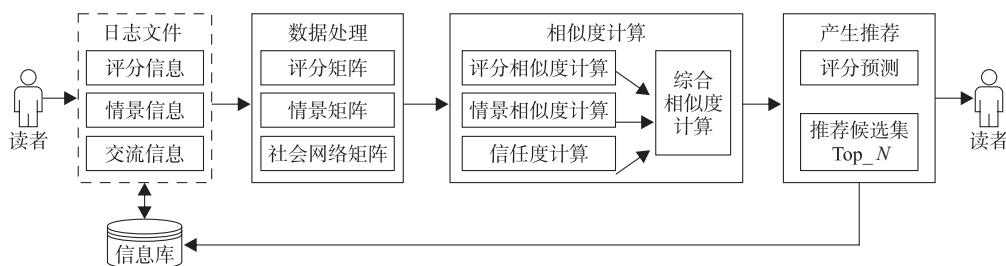 日志文件
评分信息
情景信息
交流信息
读者
信息库
数据处理
评分矩阵
情景矩阵
社会网络矩阵
相似度计算
评分相似度计算
情景相似度计算
信任度计算
综合
相似度
计算
产生推荐
评分预测
推荐候选集
Top_N
读者